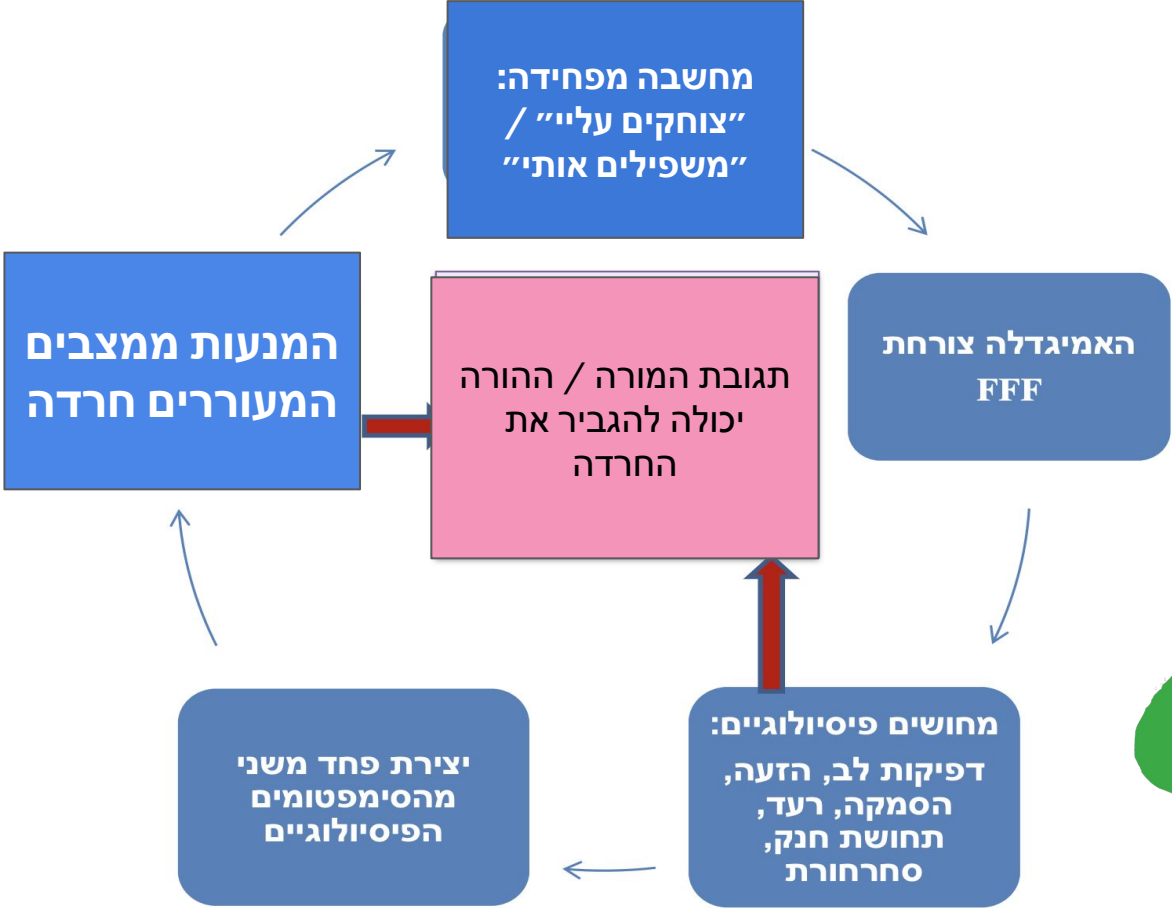 מחשבה מפחידה:
״צוחקים עליי״ /
״משפילים אותי״
האמיגדלה צורחת
FFF
מחושים פיסיולוגיים:
דפיקות לב, הזעה,
הסמקה, רעד,
תחושת חנק,
סחרחורת
יצירת פחד משני
מהסימפטומים
הפיסיולוגיים
המנעות ממצבים
המעוררים חרדה
תגובת המורה / ההורה
יכולה להגביר את
החרדה